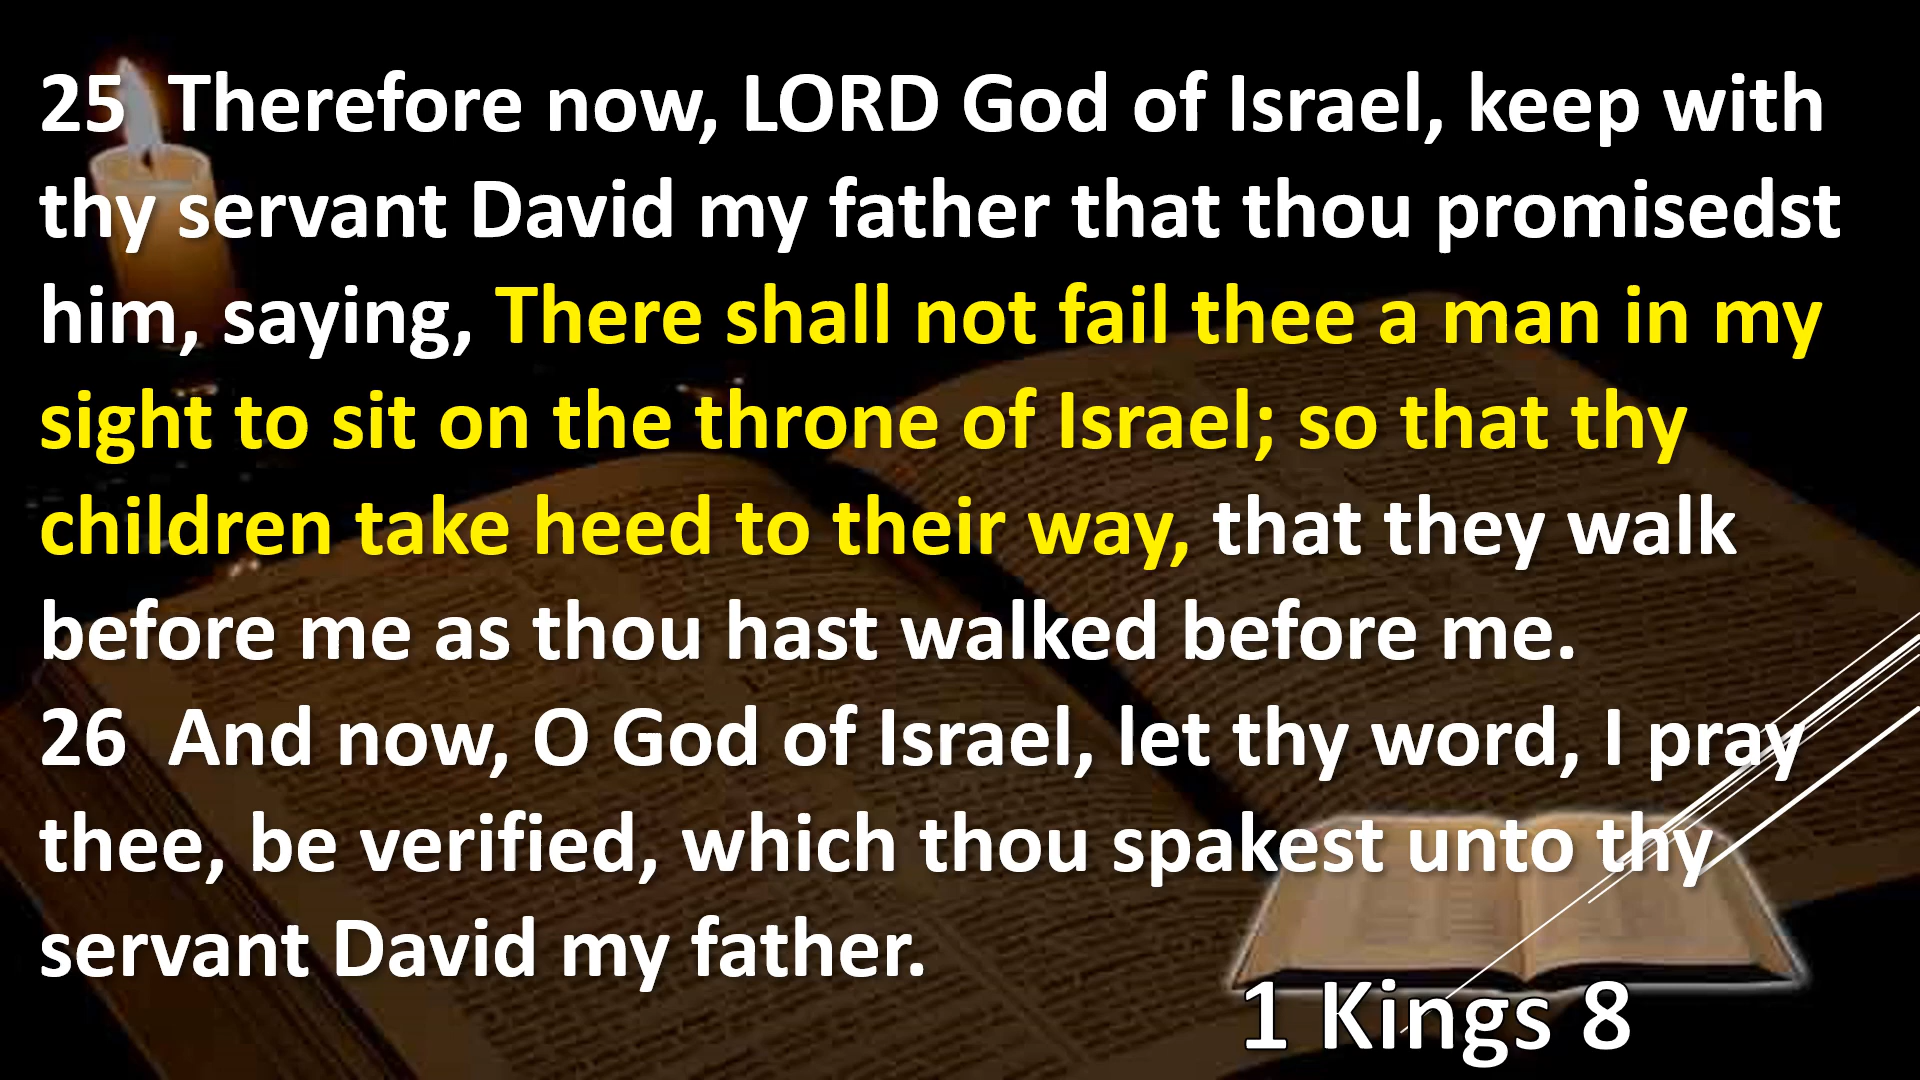 25  Therefore now, LORD God of Israel, keep with
thy servant David my father that thou promisedst
him, saying, There shall not fail thee a man in my
sight to sit on the throne of Israel; so that thy
children take heed to their way, that they walk
before me as thou hast walked before me.
26  And now, O God of Israel, let thy word, I pray
thee, be verified, which thou spakest unto thy
servant David my father.
1 Kings 8